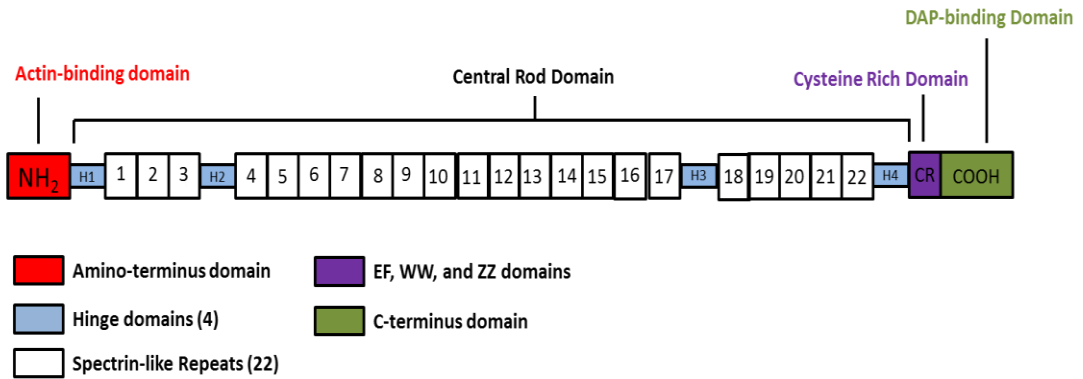 DAP-binding Domain
Actin-binding domain
Central Rod Domain
Cysteine Rich Domain
NH2 H1 1 2 3 H2 4 5 6 7 8 9 10 11 12 13 14 15 16 17 H3 18 19 20 21 22 H4 CR COOH
Amino-terminus domain
EF, WW, and ZZ domains
Hinge domains (4)
C-terminus domain
Spectrin-like Repeats (22)